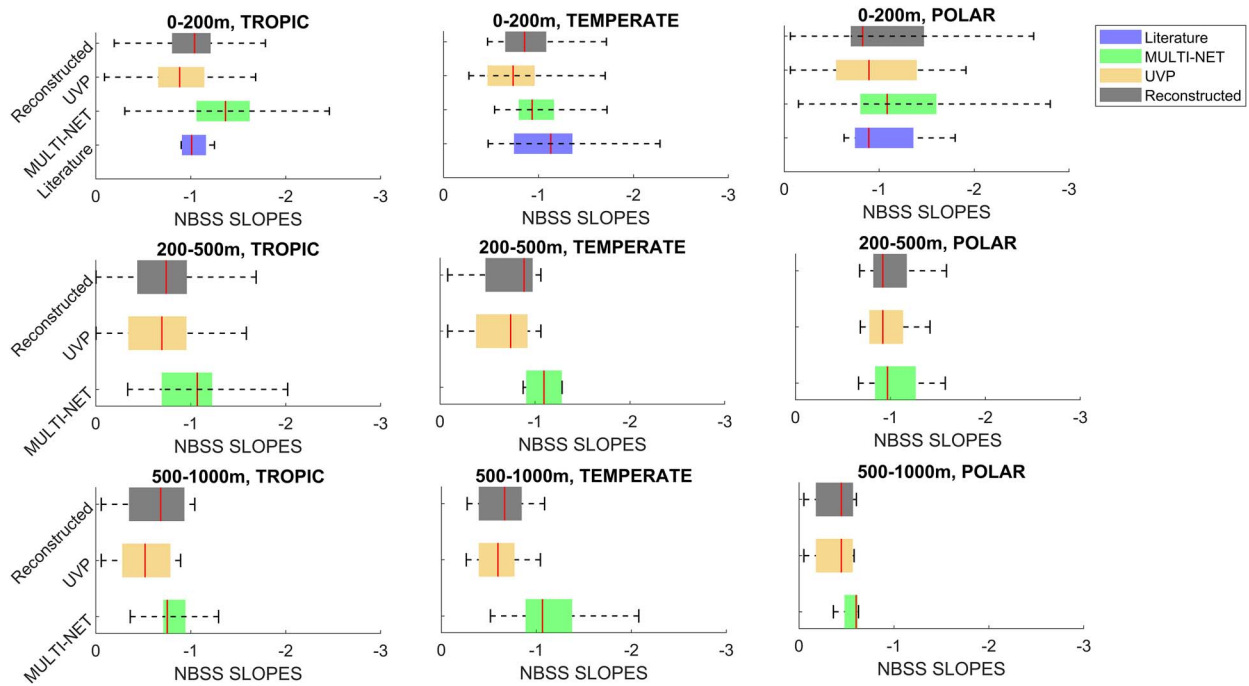 0-200m, TROPIC
Reconstructed
UVP
MULTI-NET
Literature
0 -1 -2 -3
NBSS SLOPES
0-200m, TEMPERATE
0 -1 -2 -3
NBSS SLOPES
0-200m, POLAR
0 -1 -2 -3
NBSS SLOPES
Literature
MULTI-NET
UVP
Reconstructed
200-500m, TROPIC
Reconstructed
UVP
MULTI-NET
0 -1 -2 -3
NBSS SLOPES
200-500m, TEMPERATE
0 -1 -2 -3
NBSS SLOPES
200-500m, POLAR
0 -1 -2 -3
NBSS SLOPES
500-1000m, TROPIC
Reconstructed
UVP
MULTI-NET
0 -1 -2 -3
NBSS SLOPES
500-1000m, TEMPERATE
0 -1 -2 -3
NBSS SLOPES
500-1000m, POLAR
0 -1 -2 -3
NBSS SLOPES